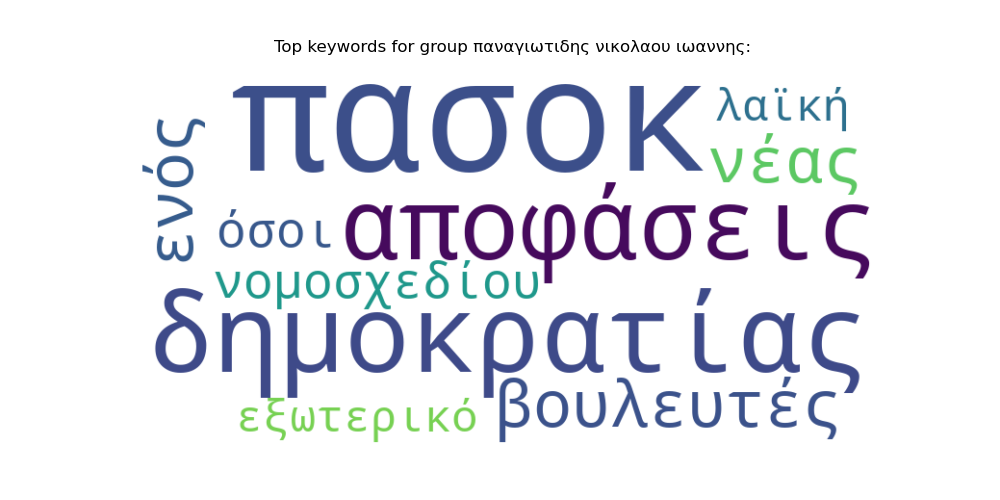 Top keywords for group παναγιωτιδης νικολαου ιωαννης:
πασοκ
λαϊκή
νέας
ενός
όσοι
αποφάσεις
νομοσχεδίου
δημοκρατίας
εξωτερικό
βουλευτές